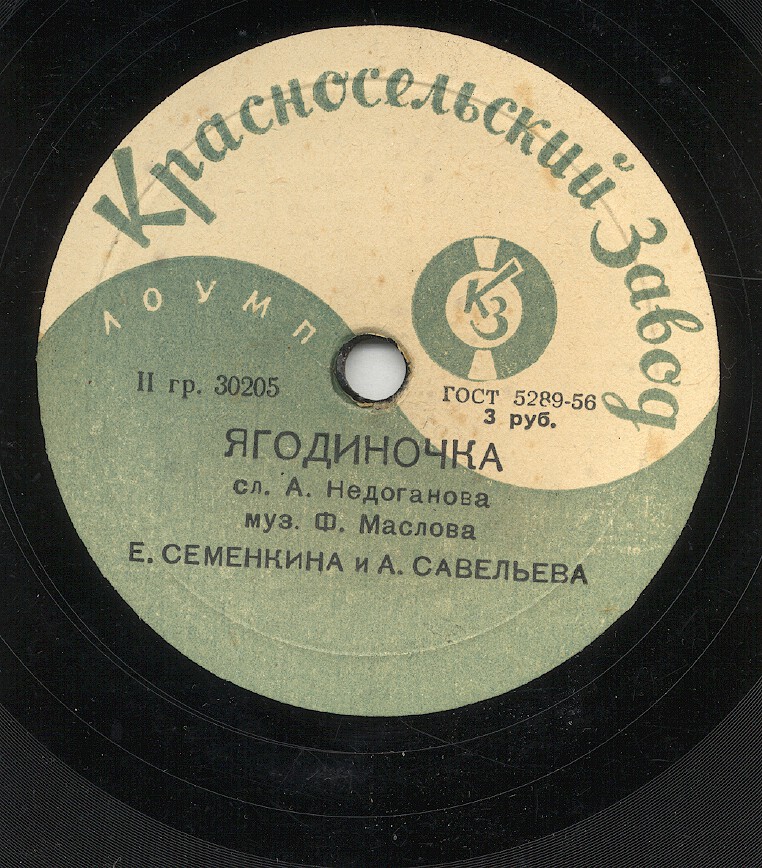 Красносельский Завод
ЛОУМП
КЗ
II гр. 30205
ГОСТ 5289-56
3 руб.
ЯГОДИНОЧКА
сл. А. Недоганова
муз. Ф. Маслова
Е. СЕМЕНКИНА и А. САВЕЛЬЕВА